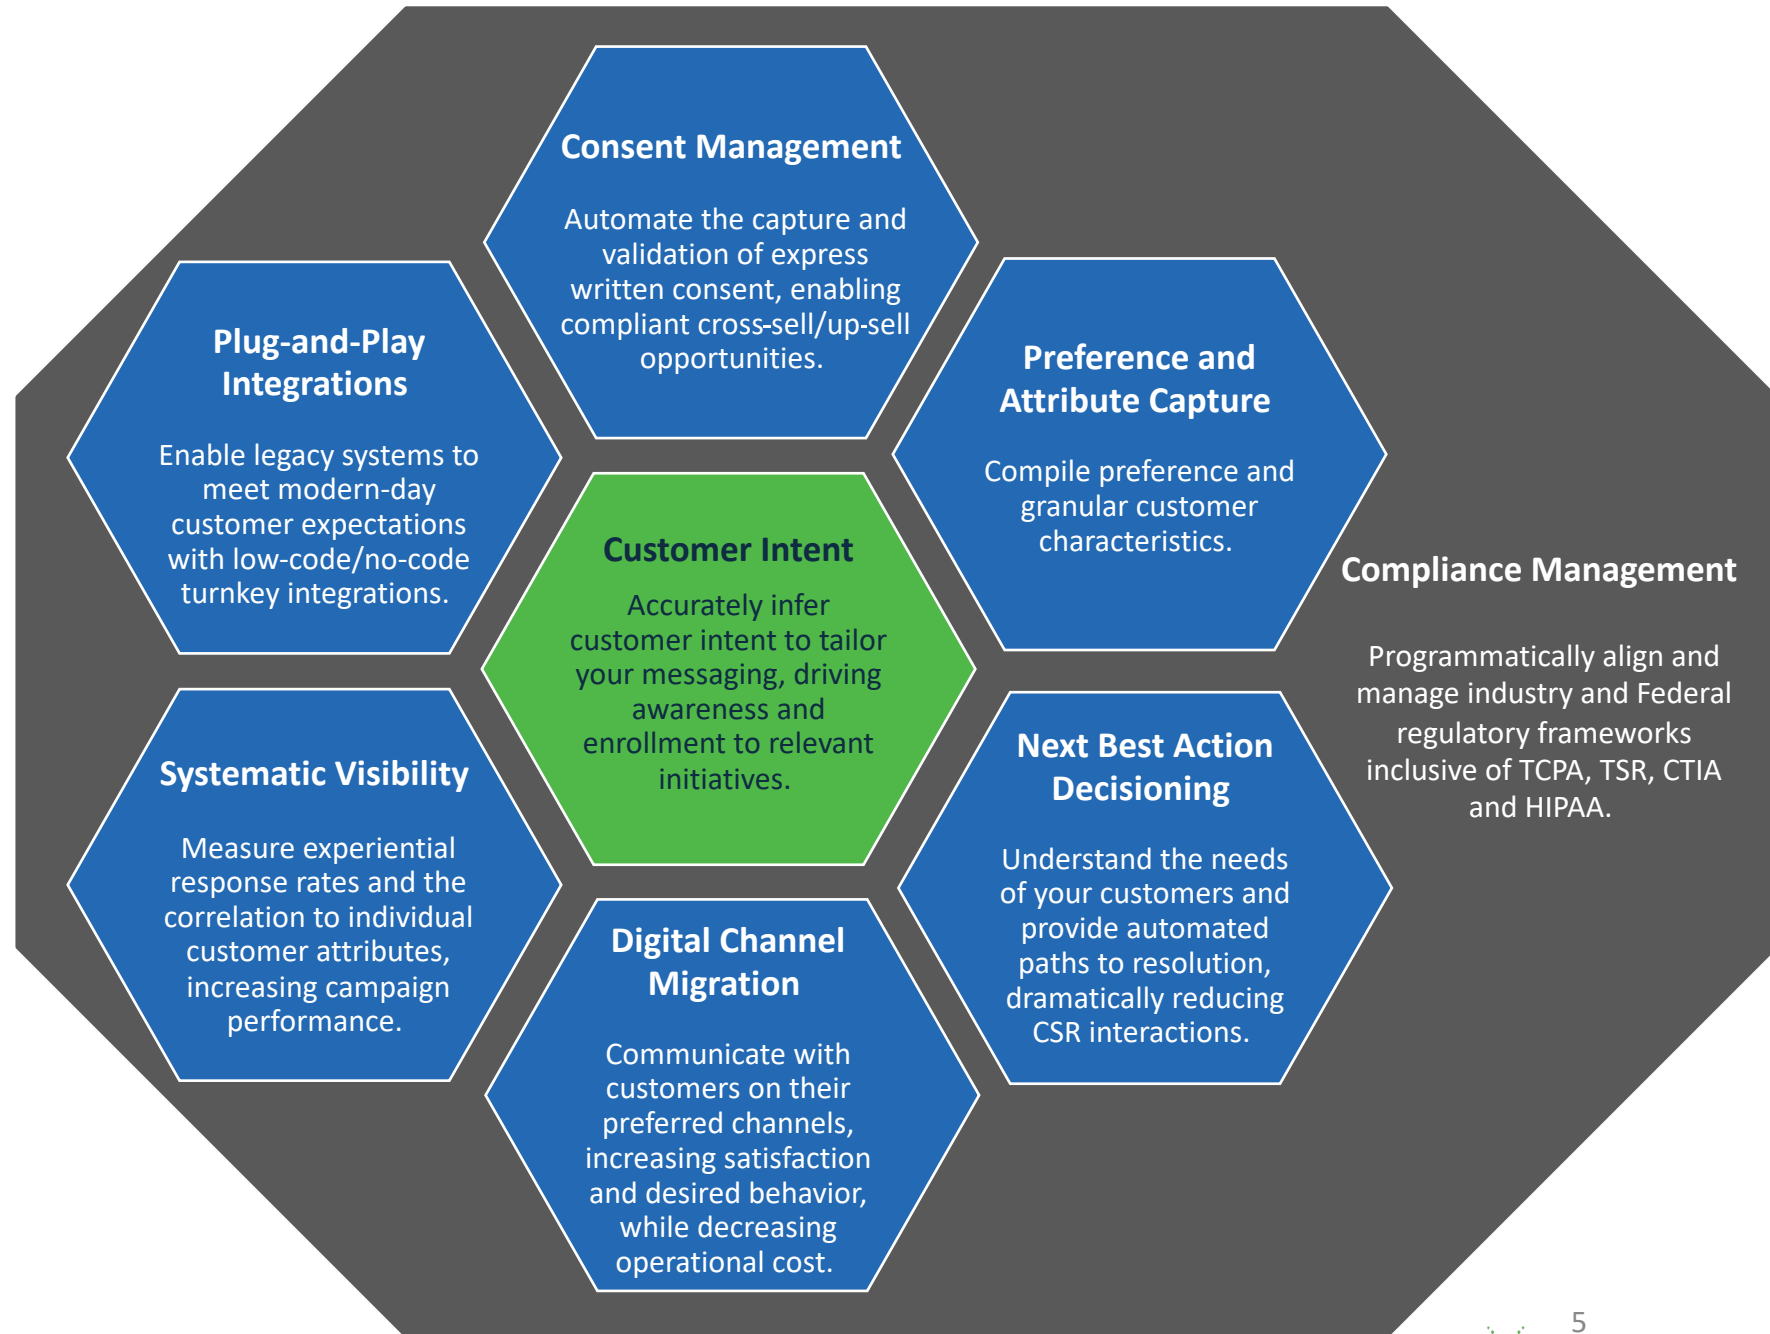 Consent Management
Automate the capture and
validation of express
written consent, enabling
compliant cross-sell/up-sell
opportunities.
Plug-and-Play
Integrations
Enable legacy systems to
meet modern-day
customer expectations
with low-code/no-code
turnkey integrations.
Preference and
Attribute Capture
Compile preference and
granular customer
characteristics.
Customer Intent
Accurately infer
customer intent to tailor
your messaging, driving
awareness and
enrollment to relevant
initiatives.
Compliance Management
Programmatically align and
manage industry and Federal
regulatory frameworks
inclusive of TCPA, TSR, CTIA
and HIPAA.
Systematic Visibility
Measure experiential
response rates and the
correlation to individual
customer attributes,
increasing campaign
performance.
Next Best Action
Decisioning
Understand the needs
of your customers and
provide automated
paths to resolution,
dramatically reducing
CSR interactions.
Digital Channel
Migration
Communicate with
customers on their
preferred channels,
increasing satisfaction
and desired behavior,
while decreasing
operational cost.
5